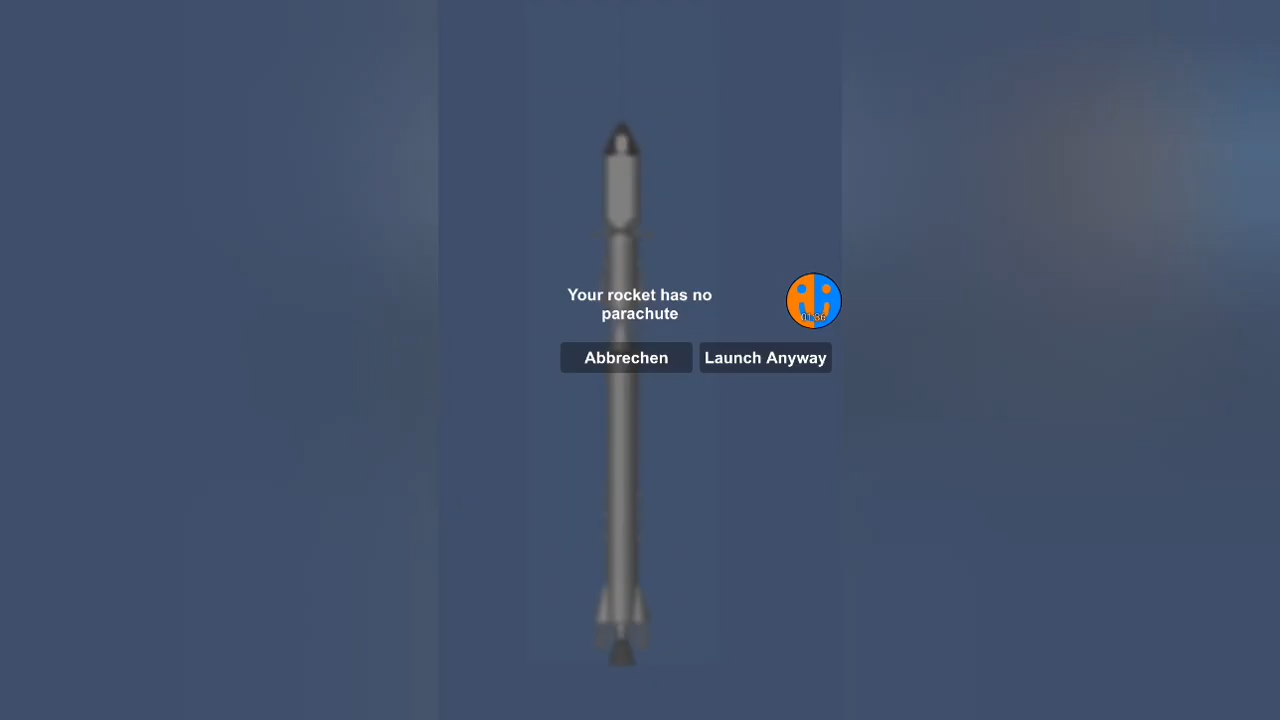 Your rocket has no
parachute
Abbrechen
Launch Anyway